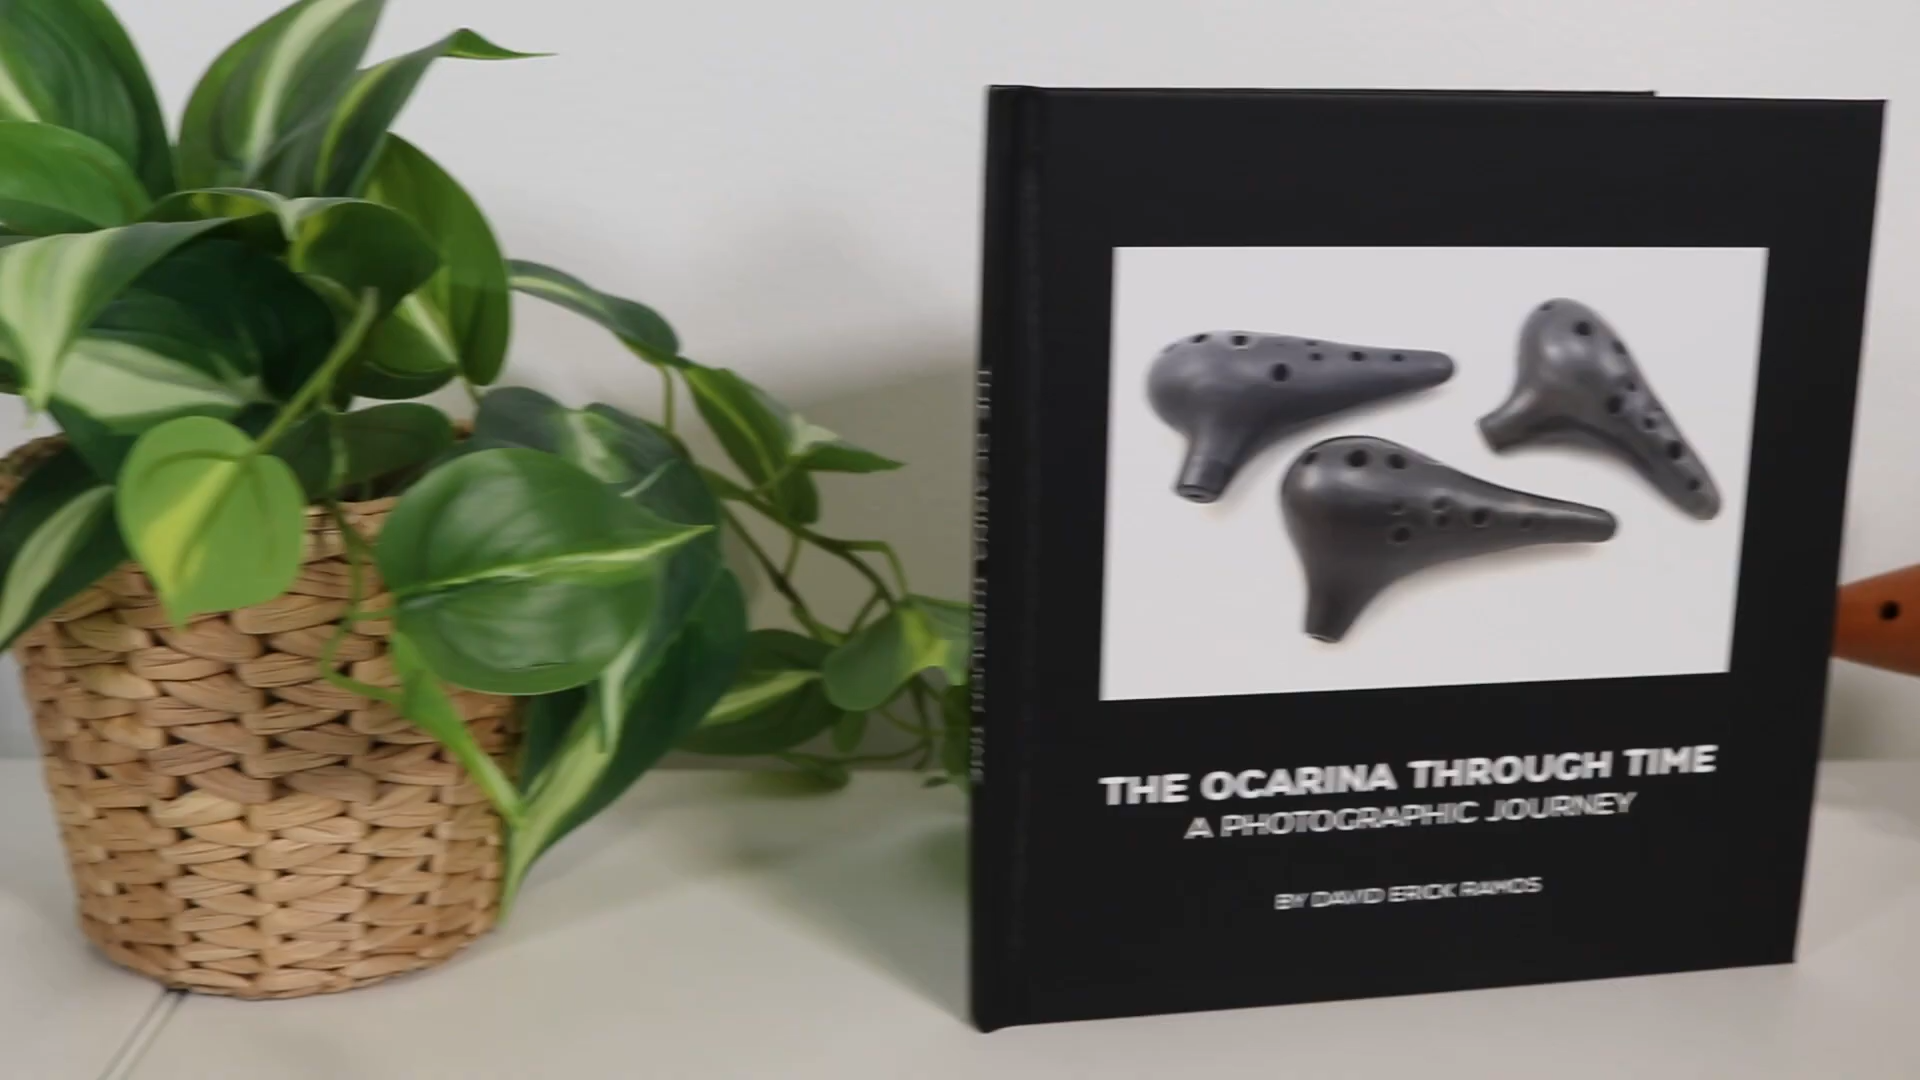 THE OCARINA THROUGH TIME
A PHOTOGRAPHIC JOURNEY
BY DAVID ERICK RAMOS